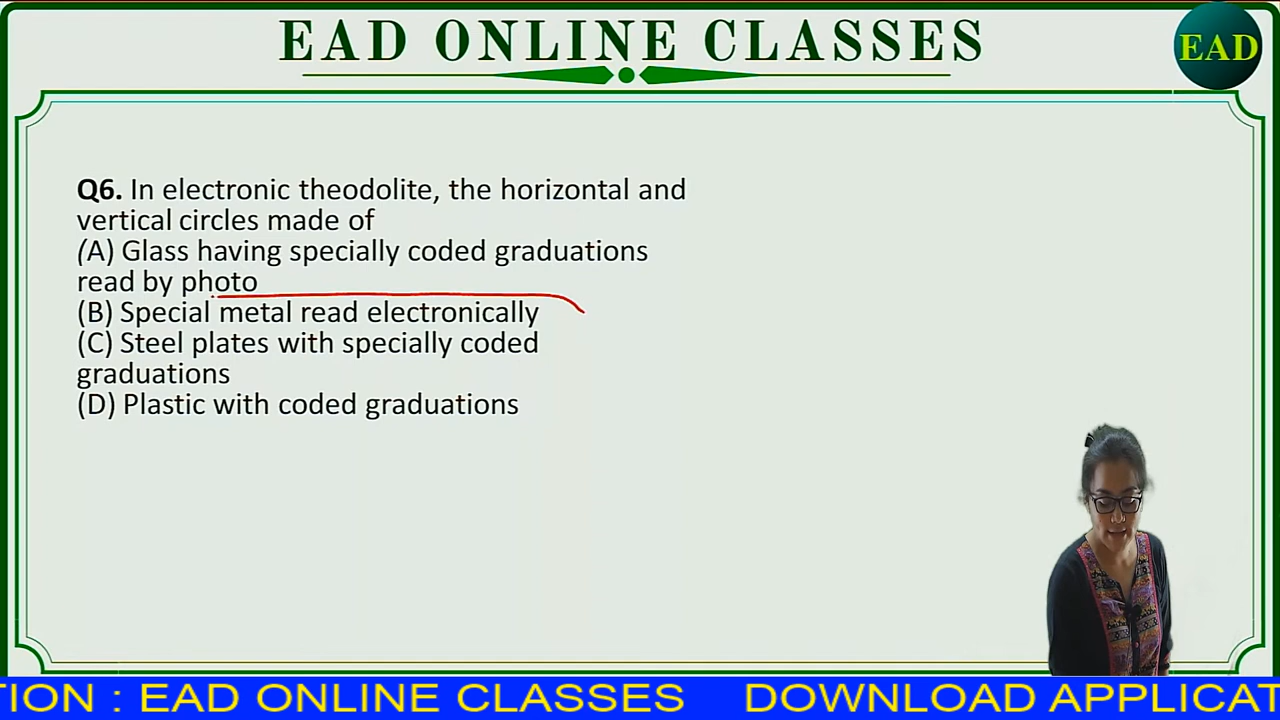 EAD ONLINE CLASSES
EAD
Q6. In electronic theodolite, the horizontal and
vertical circles made of
(A) Glass having specially coded graduations
read by photo
(B) Special metal read electronically
(C) Steel plates with specially coded
graduations
(D) Plastic with coded graduations
TION : EAD ONLINE CLASSES DOWNLOAD APPLICAT